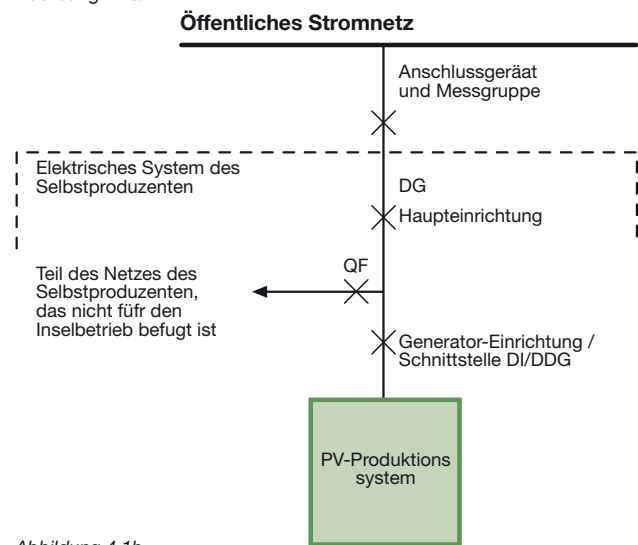 Öffentliches Stromnetz
Anschlussgeräat
und Messgruppe
Elektrisches System des
Selbstproduzenten
DG
Haupteinrichtung
QF
Teil des Netzes des
Selbstproduzenten,
das nicht füfr den
Inselbetrieb befugt ist
Generator-Einrichtung /
Schnittstelle DI/DDG
PV-Produktions
system